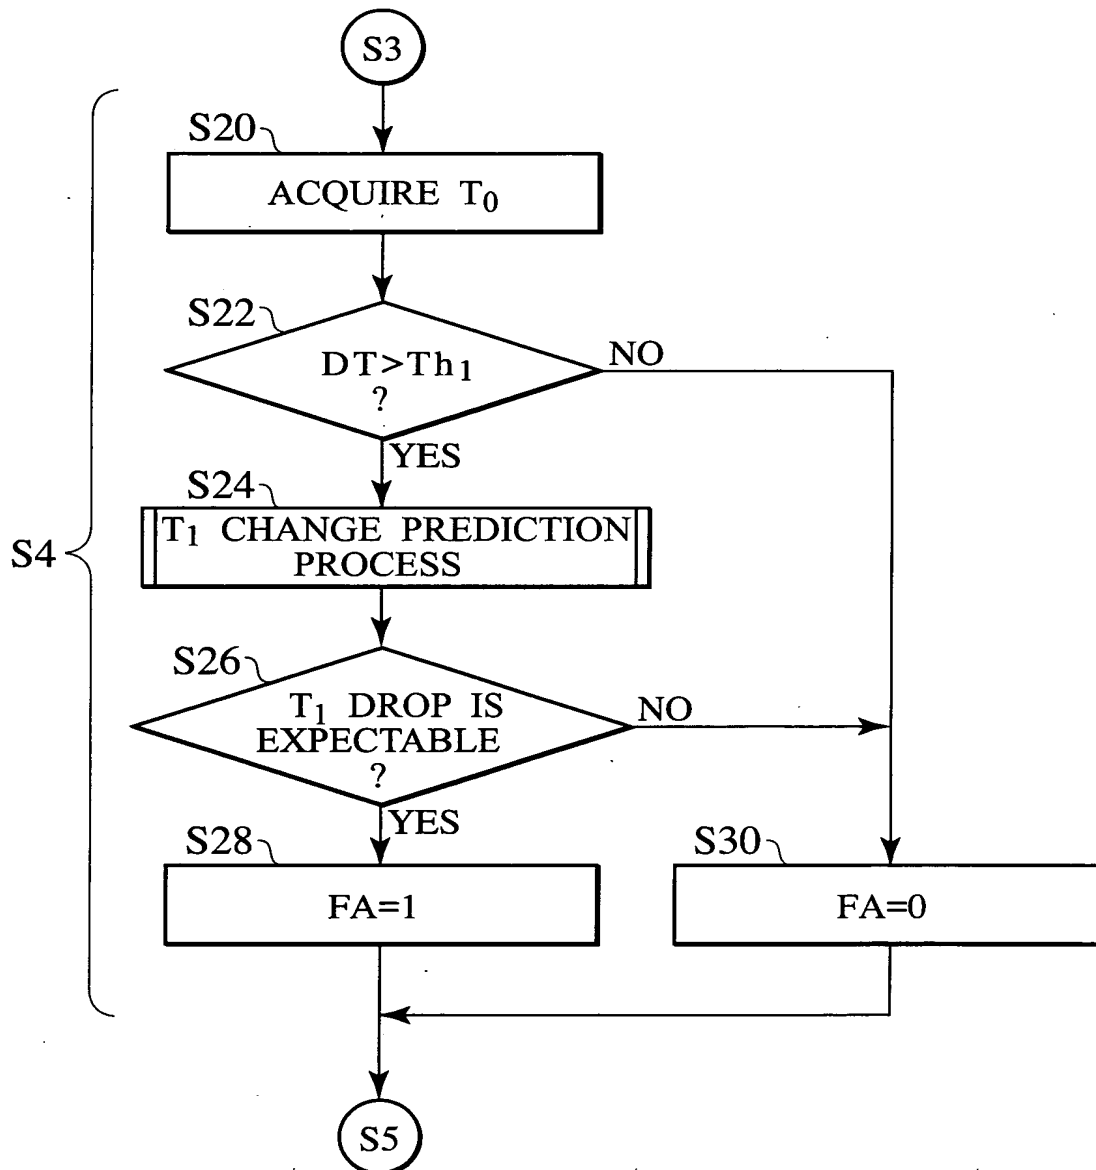 S3
S20
ACQUIRE T0
S22
DT>Th1
?
NO
YES
S24
T1 CHANGE PREDICTION
PROCESS
S4
S26
T1 DROP IS
EXPECTABLE
?
NO
YES
S28
FA=1
S30
FA=0
S5